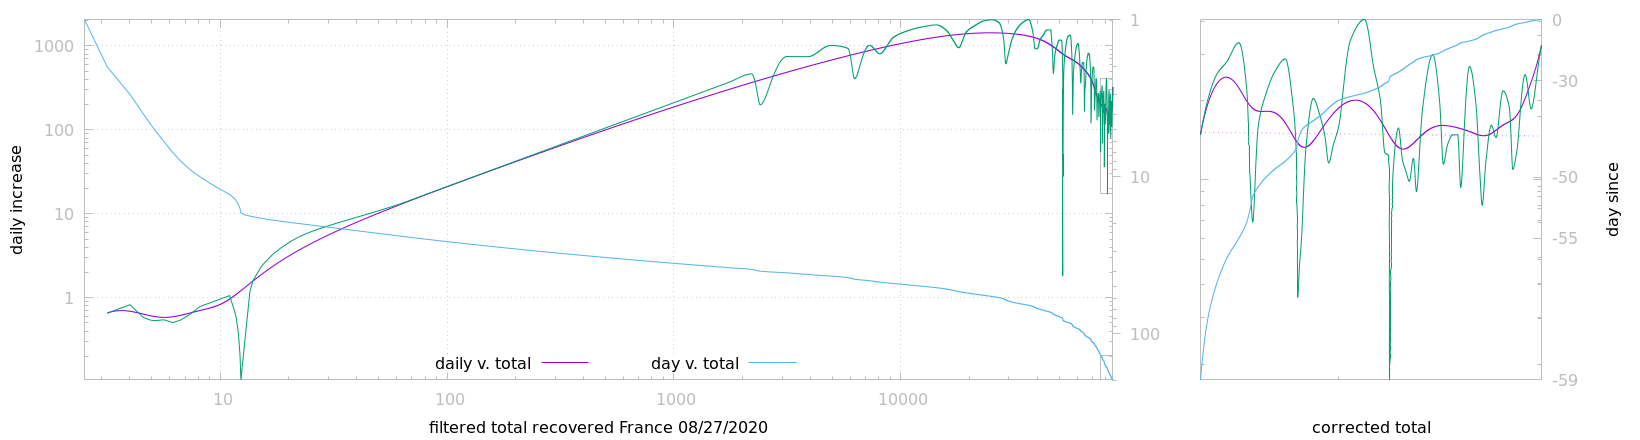 1000
100
10
1
daily increase
10
100
1000
10000
filtered total recovered France 08/27/2020
daily v. total
day v. total
1
10
100
0
-30
-50
-55
-59
day since
corrected total